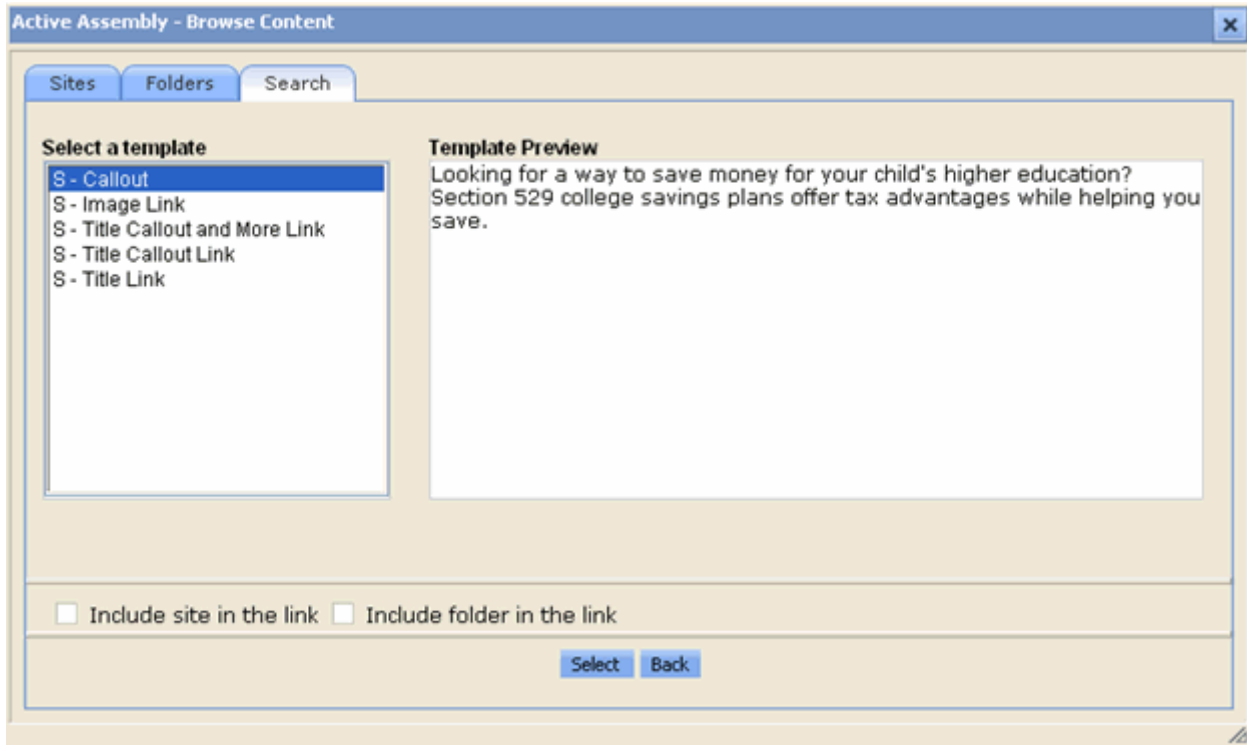 Active Assembly - Browse Content
Sites Folders Search
Select a template
S - Callout
S - Image Link
S - Title Callout and More Link
S - Title Callout Link
S - Title Link
Template Preview
Looking for a way to save money for your child's higher education?
Section 529 college savings plans offer tax advantages while helping you
save.
Include site in the link Include folder in the link
Select Back